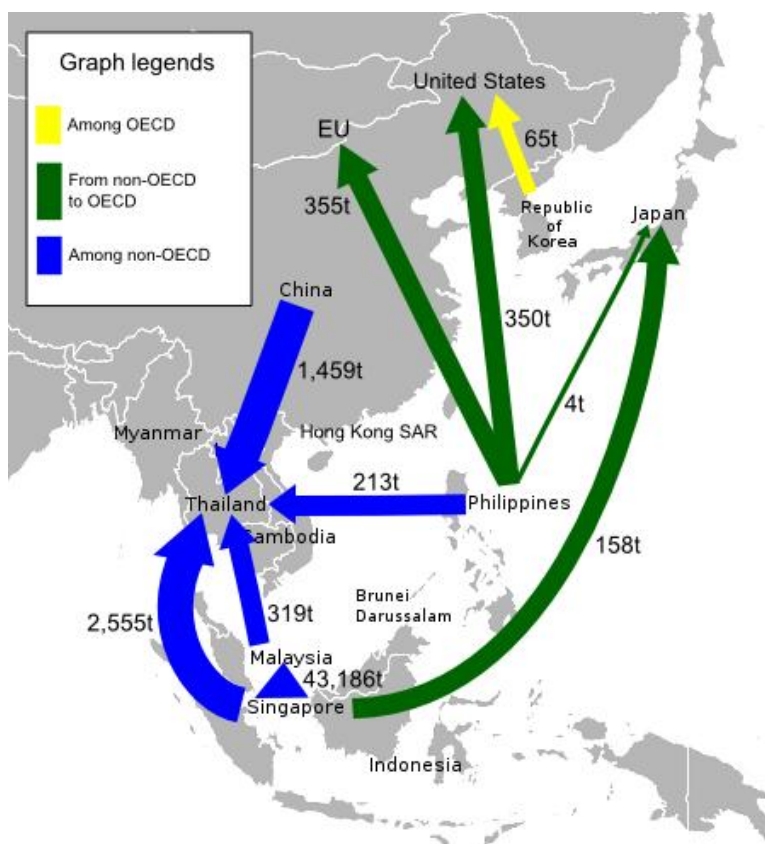 Graph legends
Among OECD
From non-OECD
to OECD
Among non-OECD
United States
EU
65t
355t
Republic
of
Korea
Japan
China
350t
1,459t
4t
Myanmar
Hong Kong SAR
213t
Thailand
Philippines
Cambodia
158t
Brunei
Darussalam
2,555t
319t
Malaysia
43,186t
Singapore
Indonesia